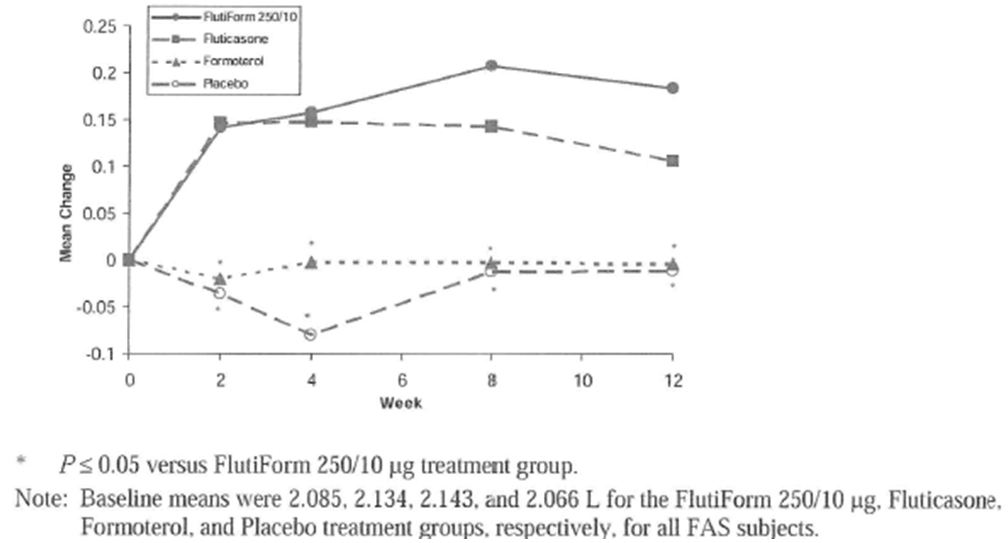 FlutiForm 250/10
Fluticasone
Formoterol
Placebo
0.25
0.2
0.15
0.1
0.05
0
-0.05
-0.1
Mean Change
0 2 4 6 8 10 12
Week
* P ≤ 0.05 versus FlutiForm 250/10 µg treatment group.
Note: Baseline means were 2.085, 2.134, 2.143, and 2.066 L for the FlutiForm 250/10 µg, Fluticasone,
Formoterol, and Placebo treatment groups, respectively, for all FAS subjects.